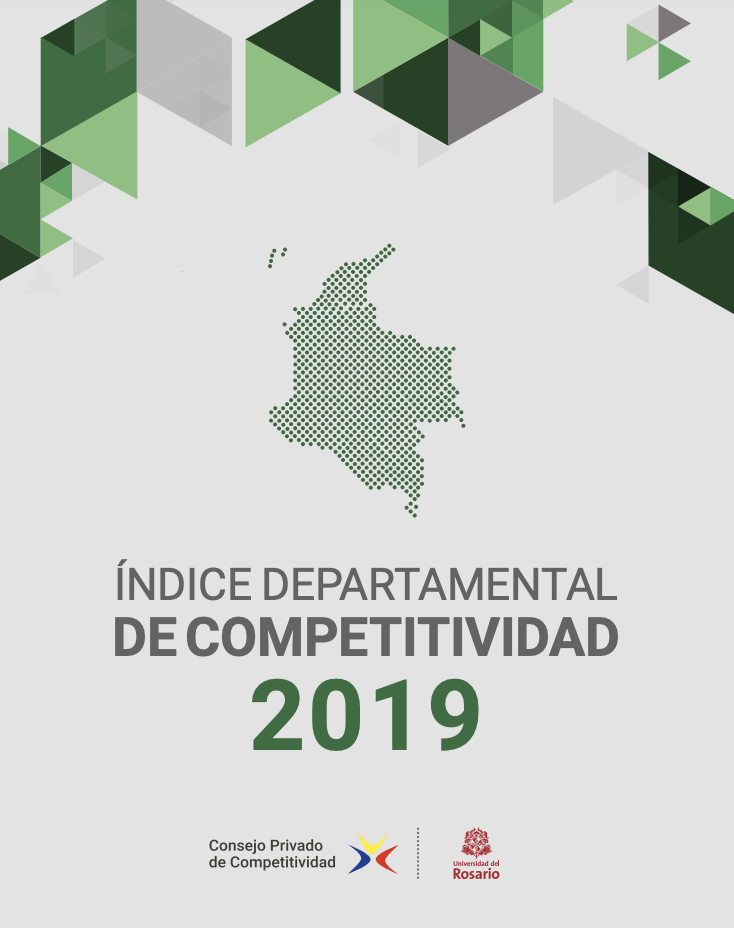 ÍNDICE DEPARTAMENTAL
DE COMPETITIVIDAD
2019
Consejo Privado
de Competitividad
Universidad del
Rosario